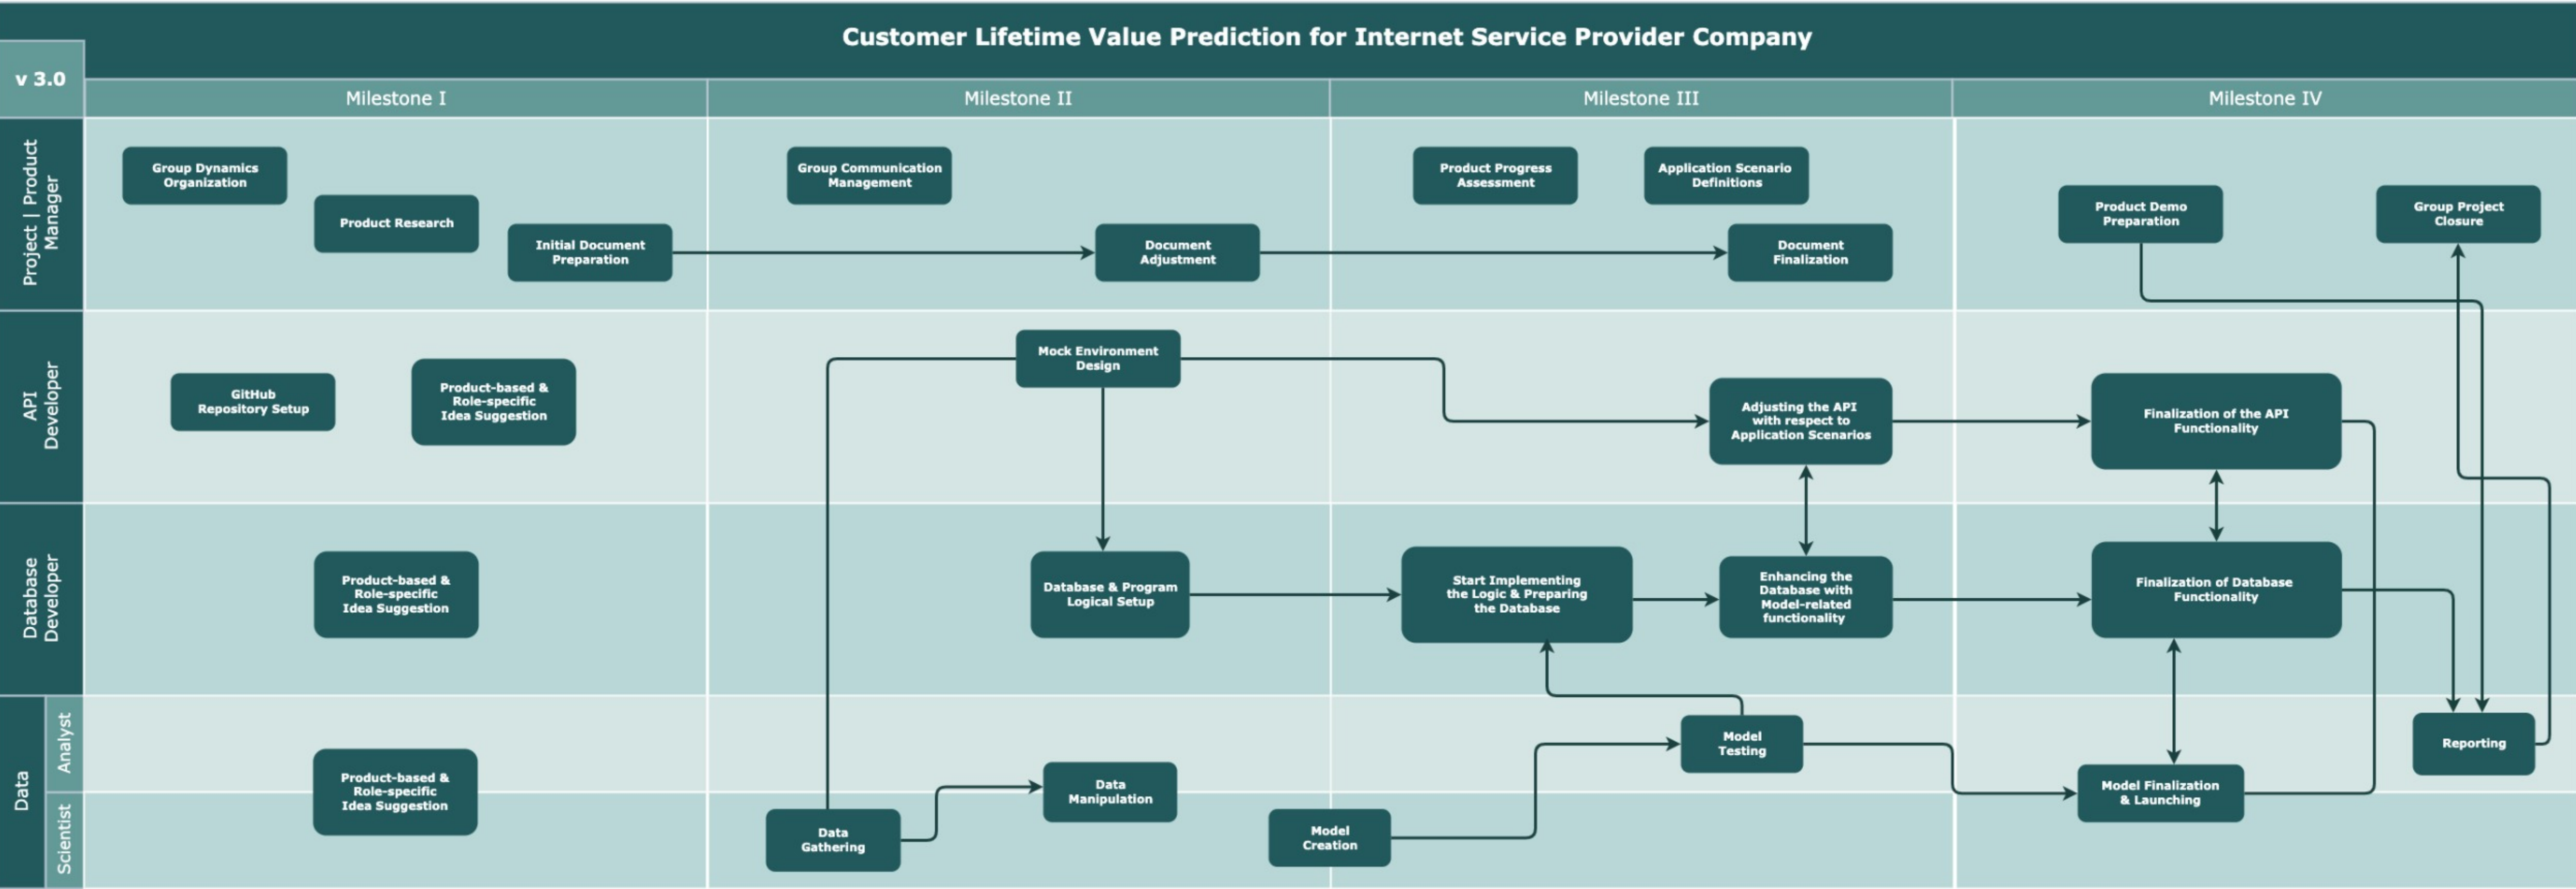 Customer Lifetime Value Prediction for Internet Service Provider Company
v 3.0
Milestone I
Milestone II
Milestone III
Milestone IV
Project | Product
Manager
Group Dynamics
Organization
Product Research
Initial Document
Preparation
Group Communication
Management
Document
Adjustment
Product Progress
Assessment
Application Scenario
Definitions
Document
Finalization
Product Demo
Preparation
Group Project
Closure
API
Developer
GitHub
Repository Setup
Product-based &
Role-specific
Idea Suggestion
Mock Environment
Design
Adjusting the API
with respect to
Application Scenarios
Finalization of the API
Functionality
Database
Developer
Product-based &
Role-specific
Idea Suggestion
Database & Program
Logical Setup
Start Implementing
the Logic & Preparing
the Database
Enhancing the
Database with
Model-related
functionality
Finalization of Database
Functionality
Data
Analyst
Scientist
Product-based &
Role-specific
Idea Suggestion
Data
Gathering
Data
Manipulation
Model
Creation
Model
Testing
Model Finalization
& Launching
Reporting